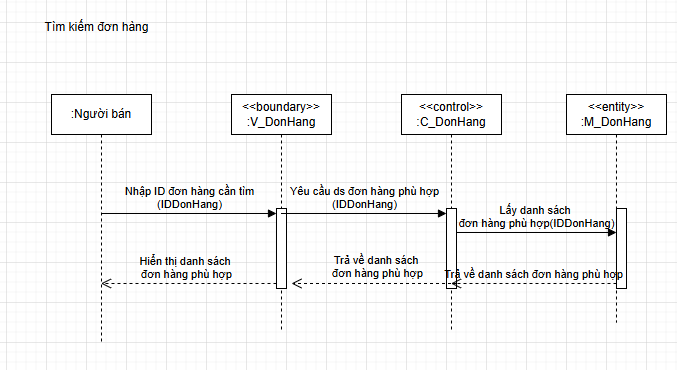 Tìm kiếm đơn hàng
:Người bán
<<boundary>>
:V_DonHang
<<control>>
:C_DonHang
<<entity>>
:M_DonHang
Nhập ID đơn hàng cần tìm
(IDDonHang)
Yêu cầu ds đơn hàng phù hợp
(IDDonHang)
Lấy danh sách
đơn hàng phù hợp(IDDonHang)
Hiển thị danh sách
đơn hàng phù hợp
Trả về danh sách
đơn hàng phù hợp
Trả về danh sách đơn hàng phù hợp